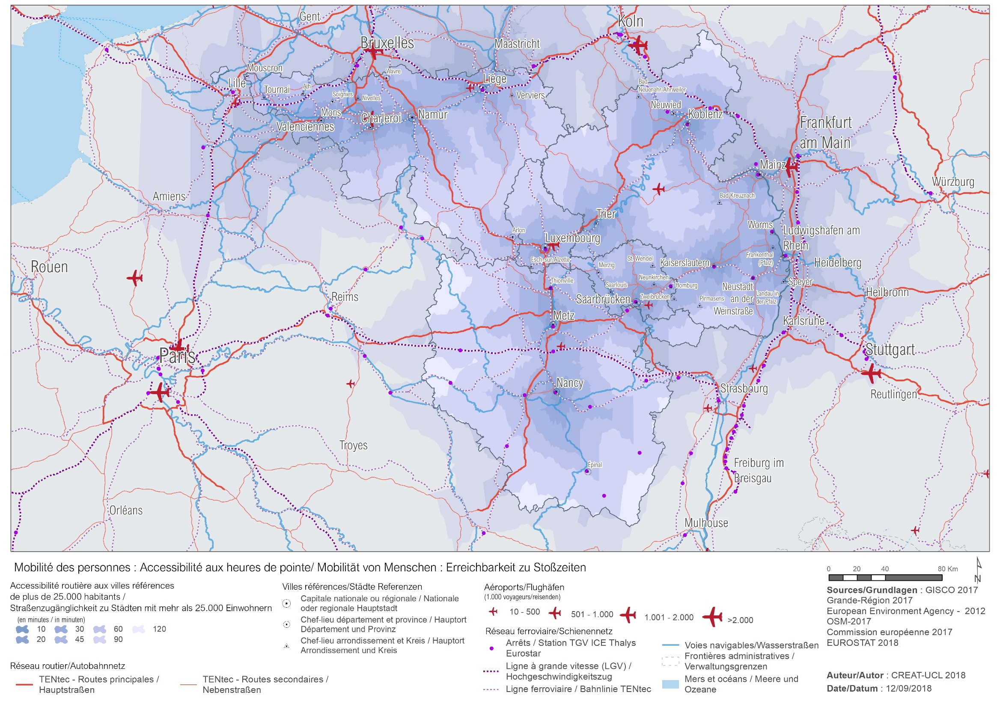 Gent
Köln
Bruxelles
Maastricht
Mouscron
Wavre
Lille
Liège
Tournai
Ath
Bad
Neuenahr-Ahrweiler
Soignies
Nivelles
Verviers
Neuwied
Mons
Charleroi
Namur
Koblenz
Valenciennes
Frankfurt
am Main
Mainz
Würzburg
Amiens
Bad Kreuznach
Trier
Worms
Arlon
Ludwigshafen am
Rhein
Luxembourg
Frankenthal
(Pfalz)
Rouen
Esch-sur-Alzette
Merzig
St. Wendel
Kaiserslautern
Heidelberg
Thionville
Neunkirchen
Saarlouis
Homburg
Speyer
Neustadt
an der
Weinstraße
Landau in
der Pfalz
Heilbronn
Reims
Saarbrücken
Zweibrücken
Pirmasens
Metz
Karlsruhe
Paris
Stuttgart
Nancy
Strasbourg
Reutlingen
Troyes
Épinal
Freiburg im
Breisgau
Orléans
Mulhouse
Mobilité des personnes : Accessibilité aux heures de pointe/ Mobilität von Menschen : Erreichbarkeit zu Stoßzeiten
Accessibilité routière aux villes références
de plus de 25.000 habitants /
Straßenzugänglichkeit zu Städten mit mehr als 25.000 Einwohnern
(en minutes / in minuten)
10 30 60 120
20 45 90
Réseau routier/Autobahnnetz
TENtec - Routes principales /
Hauptstraßen
TENtec - Routes secondaires /
Nebenstraßen
Villes références/Städte Referenzen
Capitale nationale ou régionale / Nationale
oder regionale Hauptstadt
Chef-lieu département et province / Hauptort
Département und Provinz
Chef-lieu arrondissement et Kreis / Hauptort
Arrondissement und Kreis
Aéroports/Flughäfen
(1.000 voyageurs/reisenden)
10 - 500 501 - 1.000 1.001 - 2.000 >2.000
Réseau ferroviaire/Schienennetz
Arrêts / Station TGV ICE Thalys
Eurostar
Ligne à grande vitesse (LGV) /
Hochgeschwindigkeitszug
Ligne ferroviaire / Bahnlinie TENtec
Voies navigables/Wasserstraßen
Frontières administratives /
Verwaltungsgrenzen
Mers et océans / Meere und
Ozeane
0 20 40 80 Km
N
Sources/Grundlagen : GISCO 2017
Grande-Région 2017
European Environment Agency - 2012
OSM-2017
Commission européenne 2017
EUROSTAT 2018
Auteur/Autor : CREAT-UCL 2018
Date/Datum : 12/09/2018